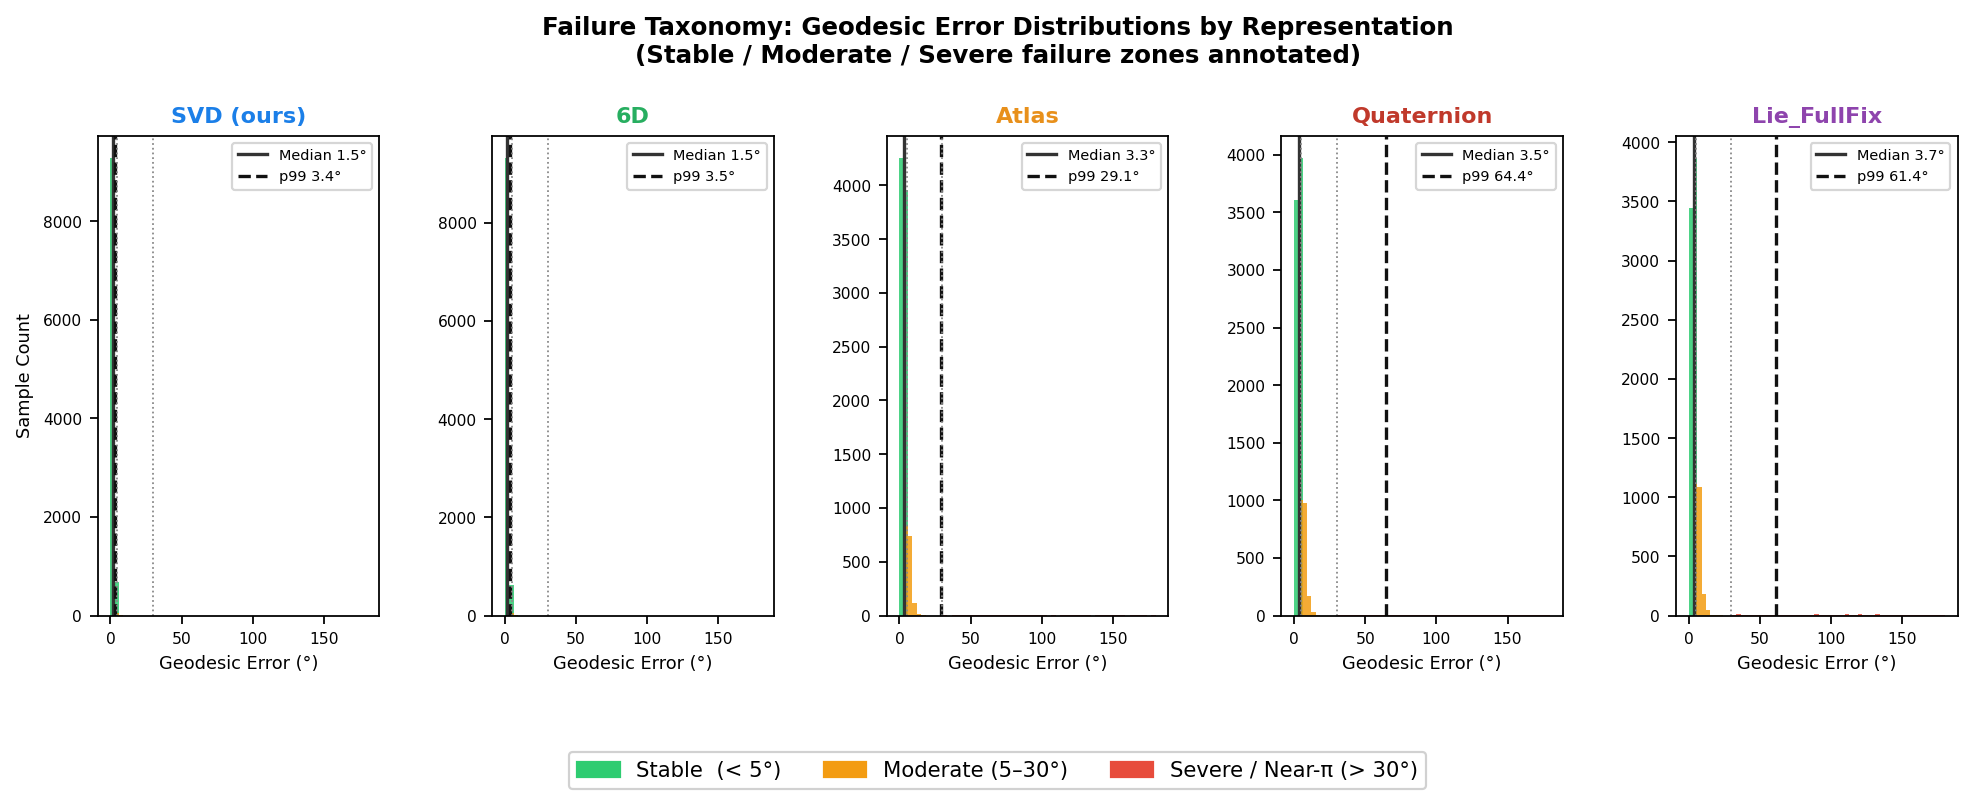 Failure Taxonomy: Geodesic Error Distributions by Representation
(Stable / Moderate / Severe failure zones annotated)
SVD (ours)
Median 1.5°
p99 3.4°
Sample Count
8000
6000
4000
2000
0
0 50 100 150
Geodesic Error (°)
6D
Median 1.5°
p99 3.5°
8000
6000
4000
2000
0
0 50 100 150
Geodesic Error (°)
Atlas
Median 3.3°
p99 29.1°
4000
3500
3000
2500
2000
1500
1000
500
0
0 50 100 150
Geodesic Error (°)
Quaternion
Median 3.5°
p99 64.4°
4000
3500
3000
2500
2000
1500
1000
500
0
0 50 100 150
Geodesic Error (°)
Lie_FullFix
Median 3.7°
p99 61.4°
4000
3500
3000
2500
2000
1500
1000
500
0
0 50 100 150
Geodesic Error (°)
Stable (< 5°) Moderate (5–30°) Severe / Near-π (> 30°)